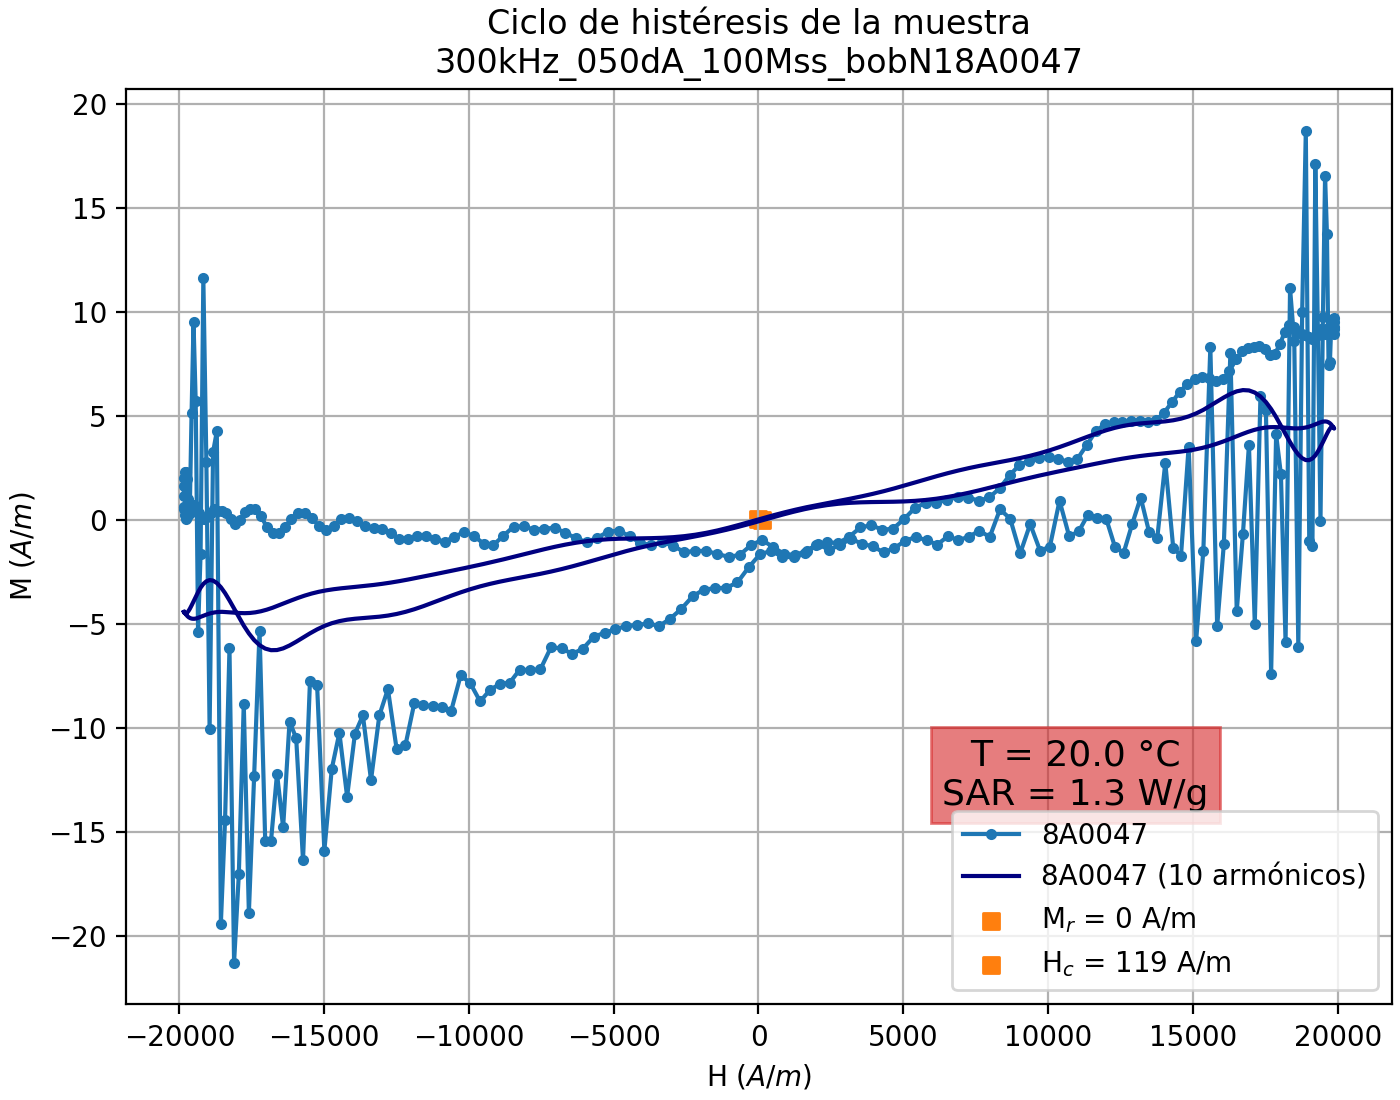 Ciclo de histéresis de la muestra
300kHz_050dA_100Mss_bobN18A0047
M (A/m)
20
15
10
5
0
−5
−10
−15
−20
T = 20.0 °C
SAR = 1.3 W/g
8A0047
8A0047 (10 armónicos)
Mr = 0 A/m
Hc = 119 A/m
−20000 −15000 −10000 −5000 0 5000 10000 15000 20000
H (A/m)